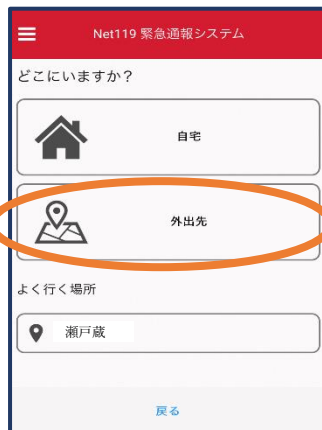 Net119 緊急通報システム
どこにいますか？
自宅
外出先
よく行く場所
瀬戸蔵
戻る